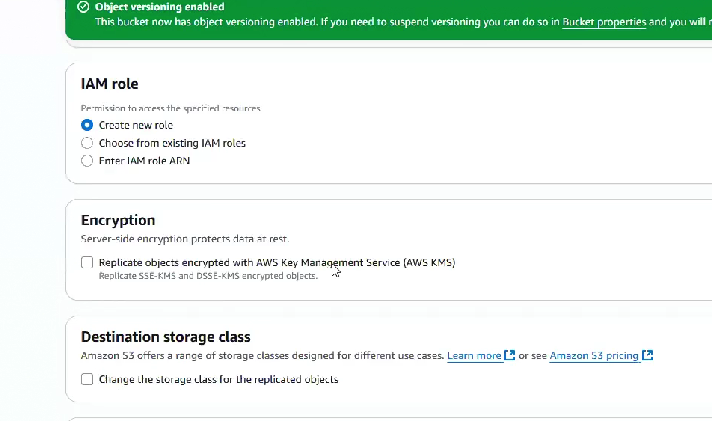 Object versioning enabled
This bucket now has object versioning enabled. If you need to suspend versioning you can do so in Bucket properties and you will
IAM role
Permission to access the specified resources
Create new role
Choose from existing IAM roles
Enter IAM role ARN
Encryption
Server-side encryption protects data at rest.
Replicate objects encrypted with AWS Key Management Service (AWS KMS)
Replicate SSE-KMS and DSSE-KMS encrypted objects.
Destination storage class
Amazon S3 offers a range of storage classes designed for different use cases. Learn more or see Amazon S3 pricing
Change the storage class for the replicated objects